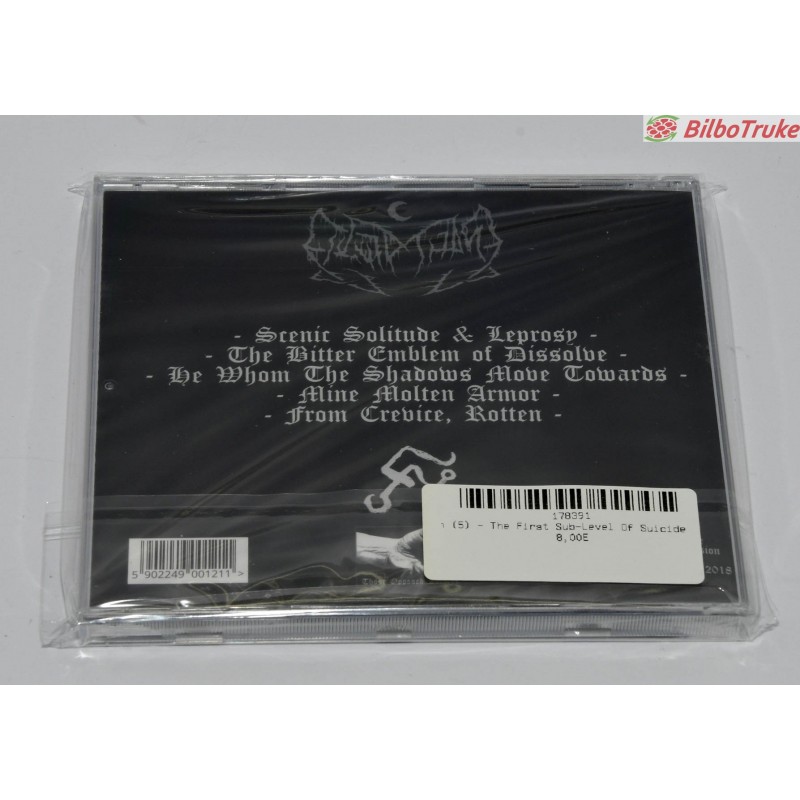 BilboTruke
- Scenic Solitude & Leprosy -
- The Bitter Emblem of Dissolve -
- He Whom The Shadows Move Towards -
- Mine Molten Armor -
- From Crevice, Rotten -
178391
(5) - The First Sub-Level Of Suicide
8,00E
5 902249 001211 >
2018